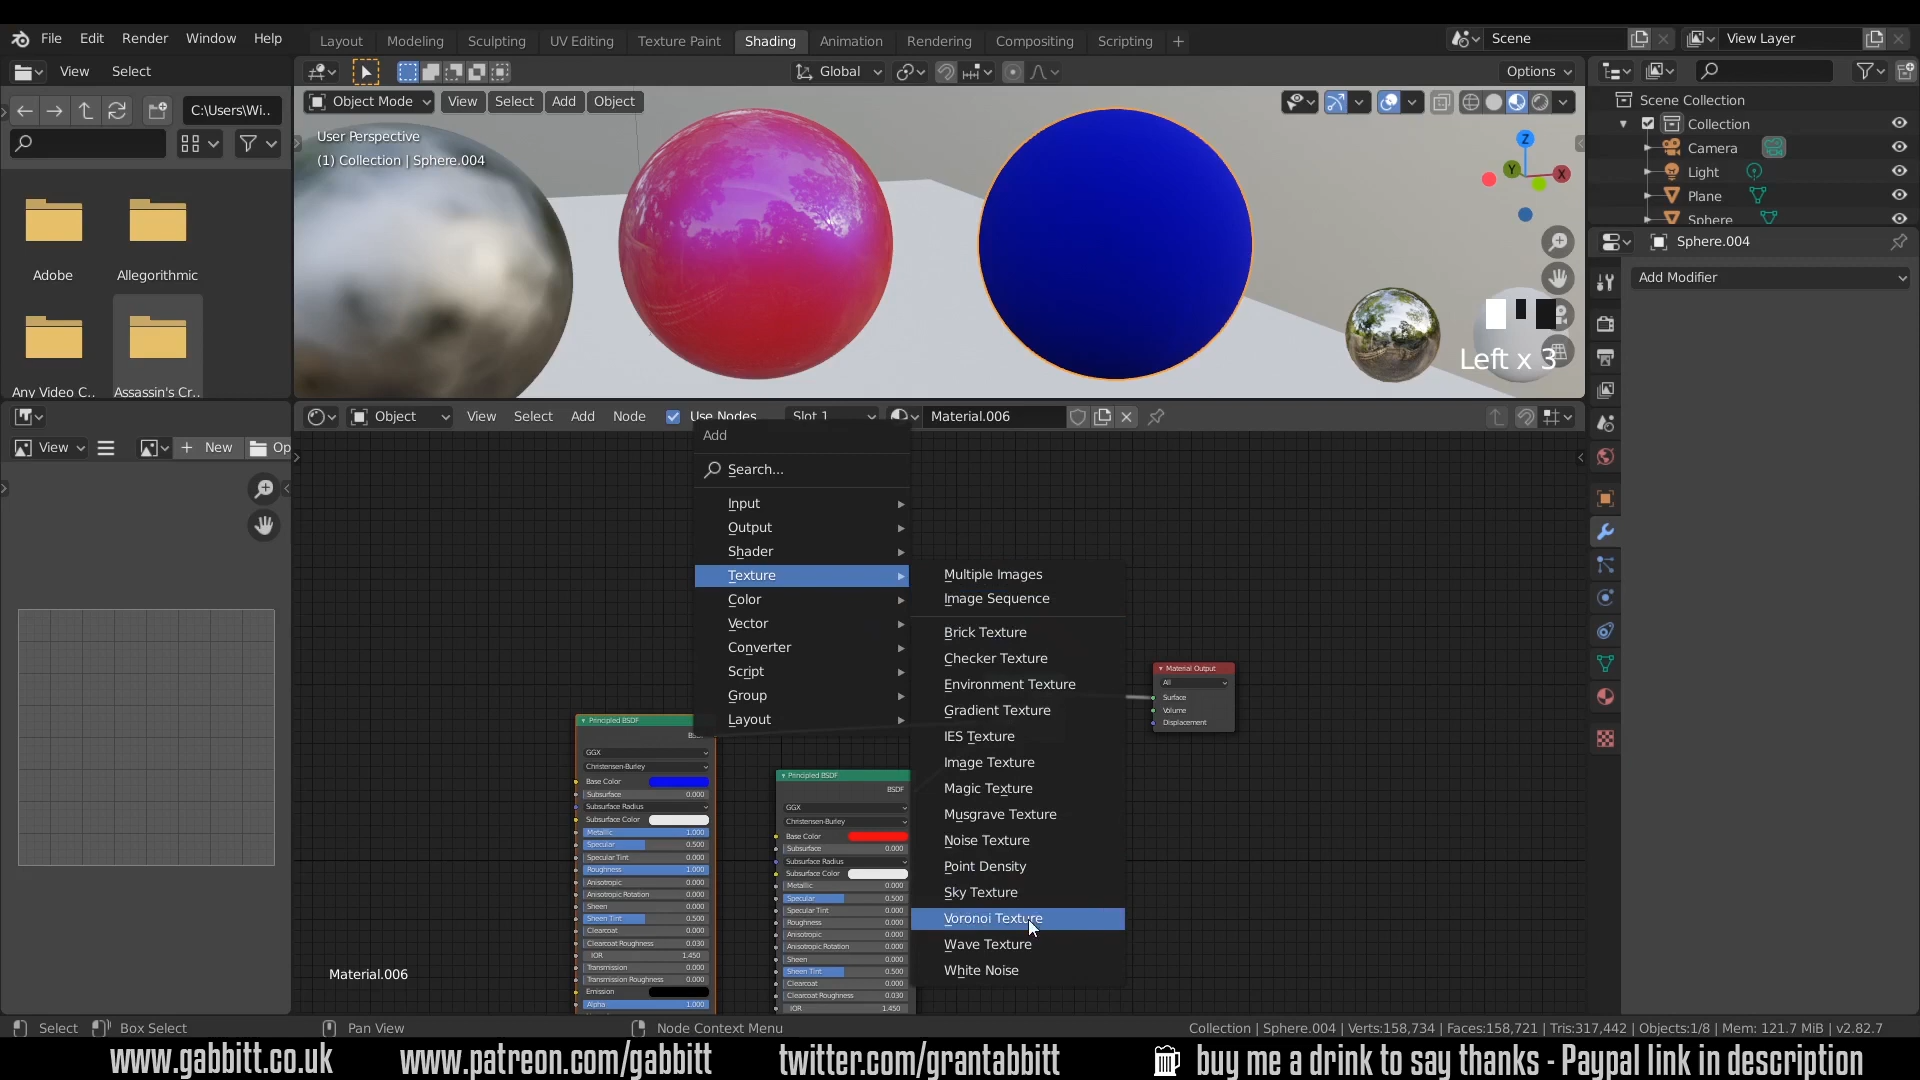 File Edit Render Window Help
Layout Modeling Sculpting UV Editing Texture Paint Shading Animation Rendering Compositing Scripting
Scene View Layer
View Select
Global Options
C:\Users\Wi..
Object Mode View Select Add Object
User Perspective
(1) Collection | Sphere.004
Z
Y
X
Left x 3
Scene Collection
Collection
Camera
Light
Plane
Sphere
Sphere.004
Add Modifier
Adobe
Allegorithmic
Any Video C..
Assassin's Cr..
View New Op
Object View Select Add Node Use Nodes Slot 1 Material.006
Add
Search...
Input
Output
Shader
Texture
Color
Vector
Converter
Script
Group
Layout
Multiple Images
Image Sequence
Brick Texture
Checker Texture
Environment Texture
Gradient Texture
IES Texture
Image Texture
Magic Texture
Musgrave Texture
Noise Texture
Point Density
Sky Texture
Voronoi Texture
Wave Texture
White Noise
Material Output
All
Surface
Volume
Displacement
Principled BSDF
GGX
Christensen-Burley
Base Color
Subsurface 0.000
Subsurface Radius
Subsurface Color
Metallic 1.000
Specular 0.500
Specular Tint 0.000
Roughness 1.000
Anisotropic 0.000
Anisotropic Rotation 0.000
Sheen 0.000
Sheen Tint 0.500
Clearcoat 0.000
Clearcoat Roughness 0.030
IOR 1.450
Transmission 0.000
Transmission Roughness 0.000
Emission
Alpha 1.000
Principled BSDF
BSDF
GGX
Christensen-Burley
Base Color
Subsurface 0.000
Subsurface Radius
Subsurface Color
Metallic 0.000
Specular 0.500
Specular Tint 0.000
Roughness 0.000
Anisotropic 0.000
Anisotropic Rotation 0.000
Sheen 0.000
Sheen Tint 0.500
Clearcoat 0.000
Clearcoat Roughness 0.030
IOR 1.450
Material.006
Select Box Select Pan View Node Context Menu
Collection | Sphere.004 | Verts:158,734 | Faces:158,721 | Tris:317,442 | Objects:1/8 | Mem: 121.7 MiB | v2.82.7
www.gabbitt.co.uk www.patreon.com/gabbitt twitter.com/grantabbitt buy me a drink to say thanks - Paypal link in description